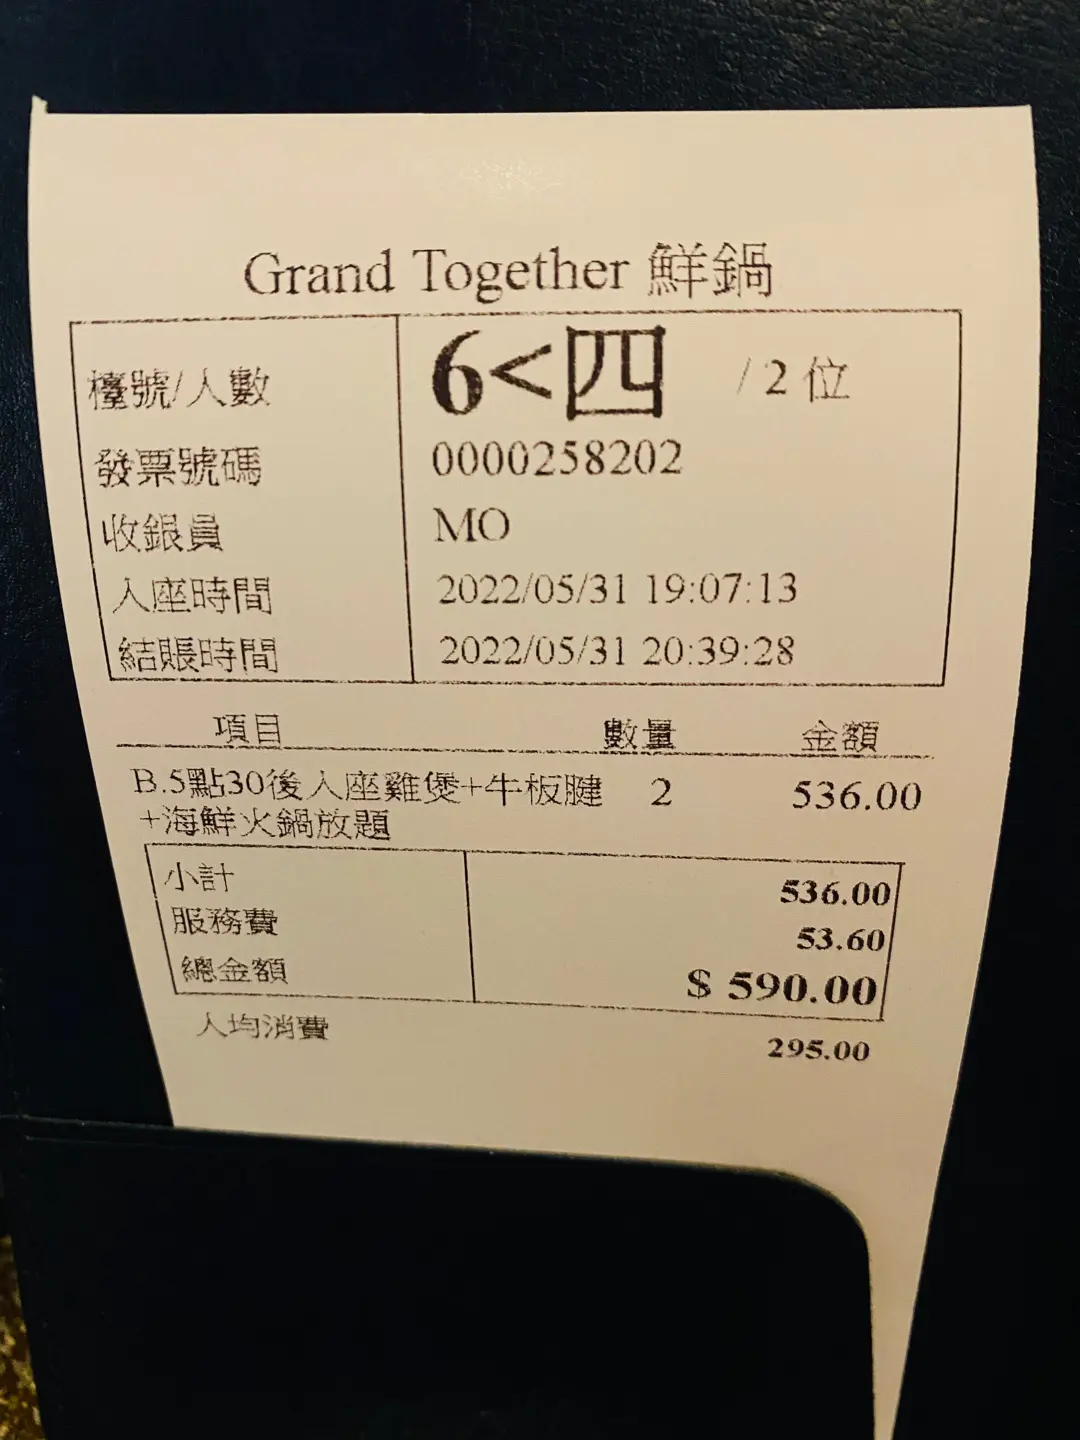 Grand Together 鮮鍋
檯號/人數 6<四 / 2 位
發票號碼 0000258202
收銀員 MO
入座時間 2022/05/31 19:07:13
結賬時間 2022/05/31 20:39:28
項目 數量 金額
B.5點30後入座雞煲+牛板腱 2 536.00
+海鮮火鍋放題
小計 536.00
服務費 53.60
總金額 $ 590.00
人均消費 295.00